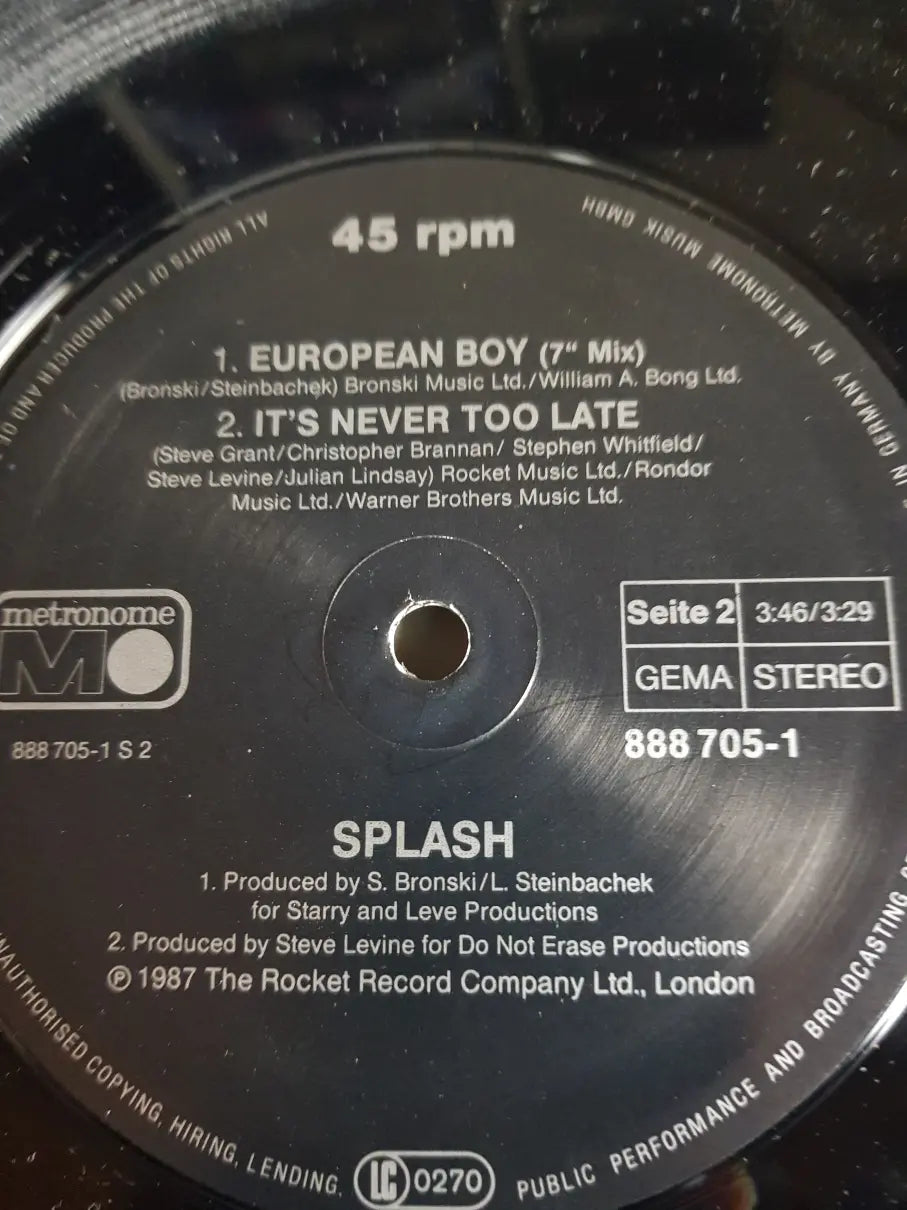 45 rpm
1. EUROPEAN BOY (7“ Mix)
(Bronski/Steinbachek) Bronski Music Ltd./William A. Bong Ltd.
2. IT'S NEVER TOO LATE
(Steve Grant/Christopher Brannan/ Stephen Whitfield/
Steve Levine/Julian Lindsay) Rocket Music Ltd./Rondor
Music Ltd./Warner Brothers Music Ltd.
metronome
MO
Seite 2 3:46/3:29
GEMA STEREO
888 705-1 S 2
888 705-1
SPLASH
1. Produced by S. Bronski/L. Steinbachek
for Starry and Leve Productions
2. Produced by Steve Levine for Do Not Erase Productions
℗ 1987 The Rocket Record Company Ltd., London
ALL RIGHTS OF THE PRODUCER AND
IN GERMANY BY METRONOME MUSIK GMBH
UNAUTHORISED COPYING, HIRING, LENDING,
PUBLIC PERFORMANCE AND BROADCASTING
LC 0270